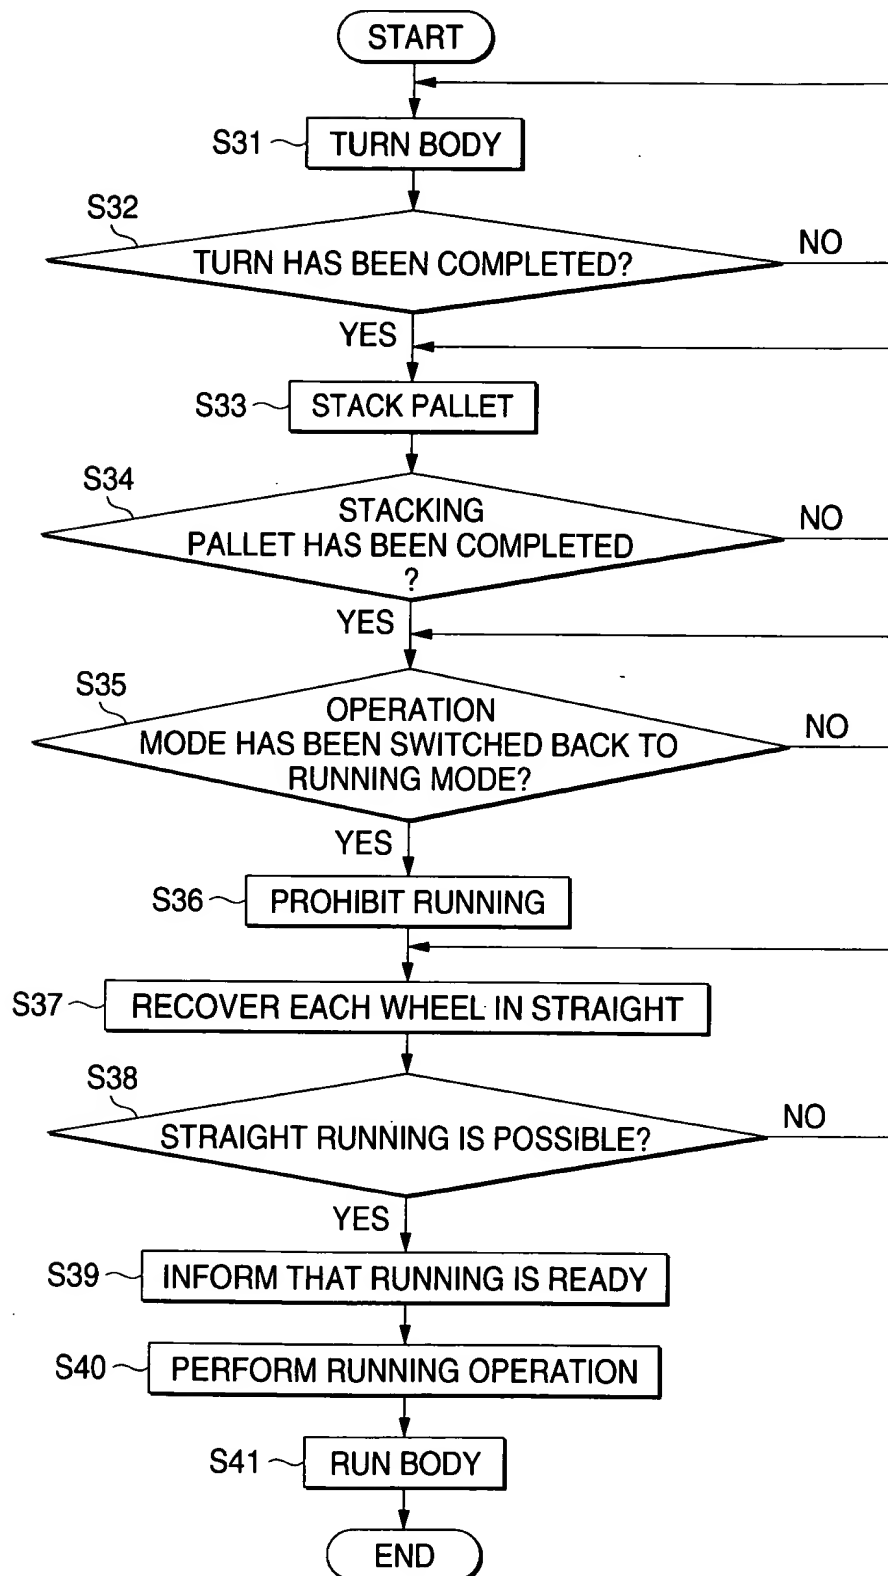 START
S31
TURN BODY
S32
TURN HAS BEEN COMPLETED?
NO
YES
S33
STACK PALLET
S34
STACKING
PALLET HAS BEEN COMPLETED
?
NO
YES
S35
OPERATION
MODE HAS BEEN SWITCHED BACK TO
RUNNING MODE?
NO
YES
S36
PROHIBIT RUNNING
S37
RECOVER EACH WHEEL IN STRAIGHT
S38
STRAIGHT RUNNING IS POSSIBLE?
NO
YES
S39
INFORM THAT RUNNING IS READY
S40
PERFORM RUNNING OPERATION
S41
RUN BODY
END